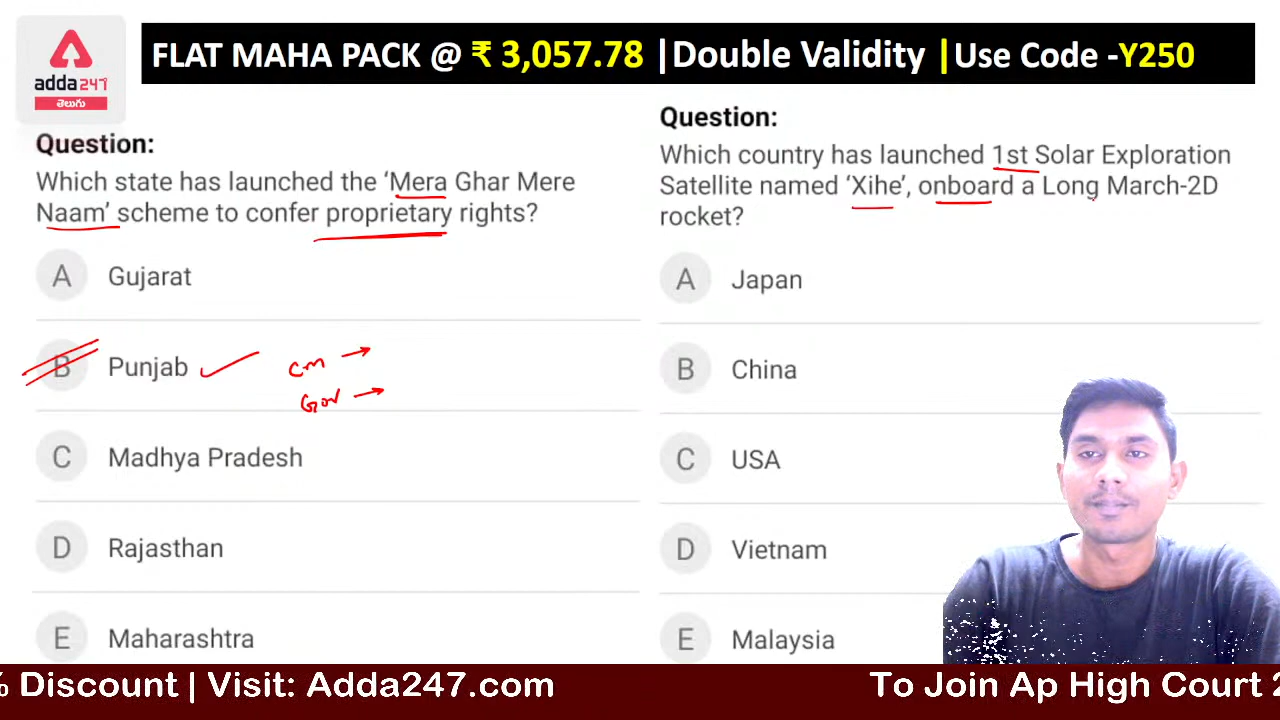 adda247
తెలుగు
FLAT MAHA PACK @ ₹ 3,057.78 |Double Validity |Use Code -Y250
Question:
Which state has launched the ‘Mera Ghar Mere
Naam’ scheme to confer proprietary rights?
A Gujarat
B Punjab
CM →
Gov →
C Madhya Pradesh
D Rajasthan
E Maharashtra
Question:
Which country has launched 1st Solar Exploration
Satellite named ‘Xihe’, onboard a Long March-2D
rocket?
A Japan
B China
C USA
D Vietnam
E Malaysia
% Discount | Visit: Adda247.com
To Join Ap High Court 2